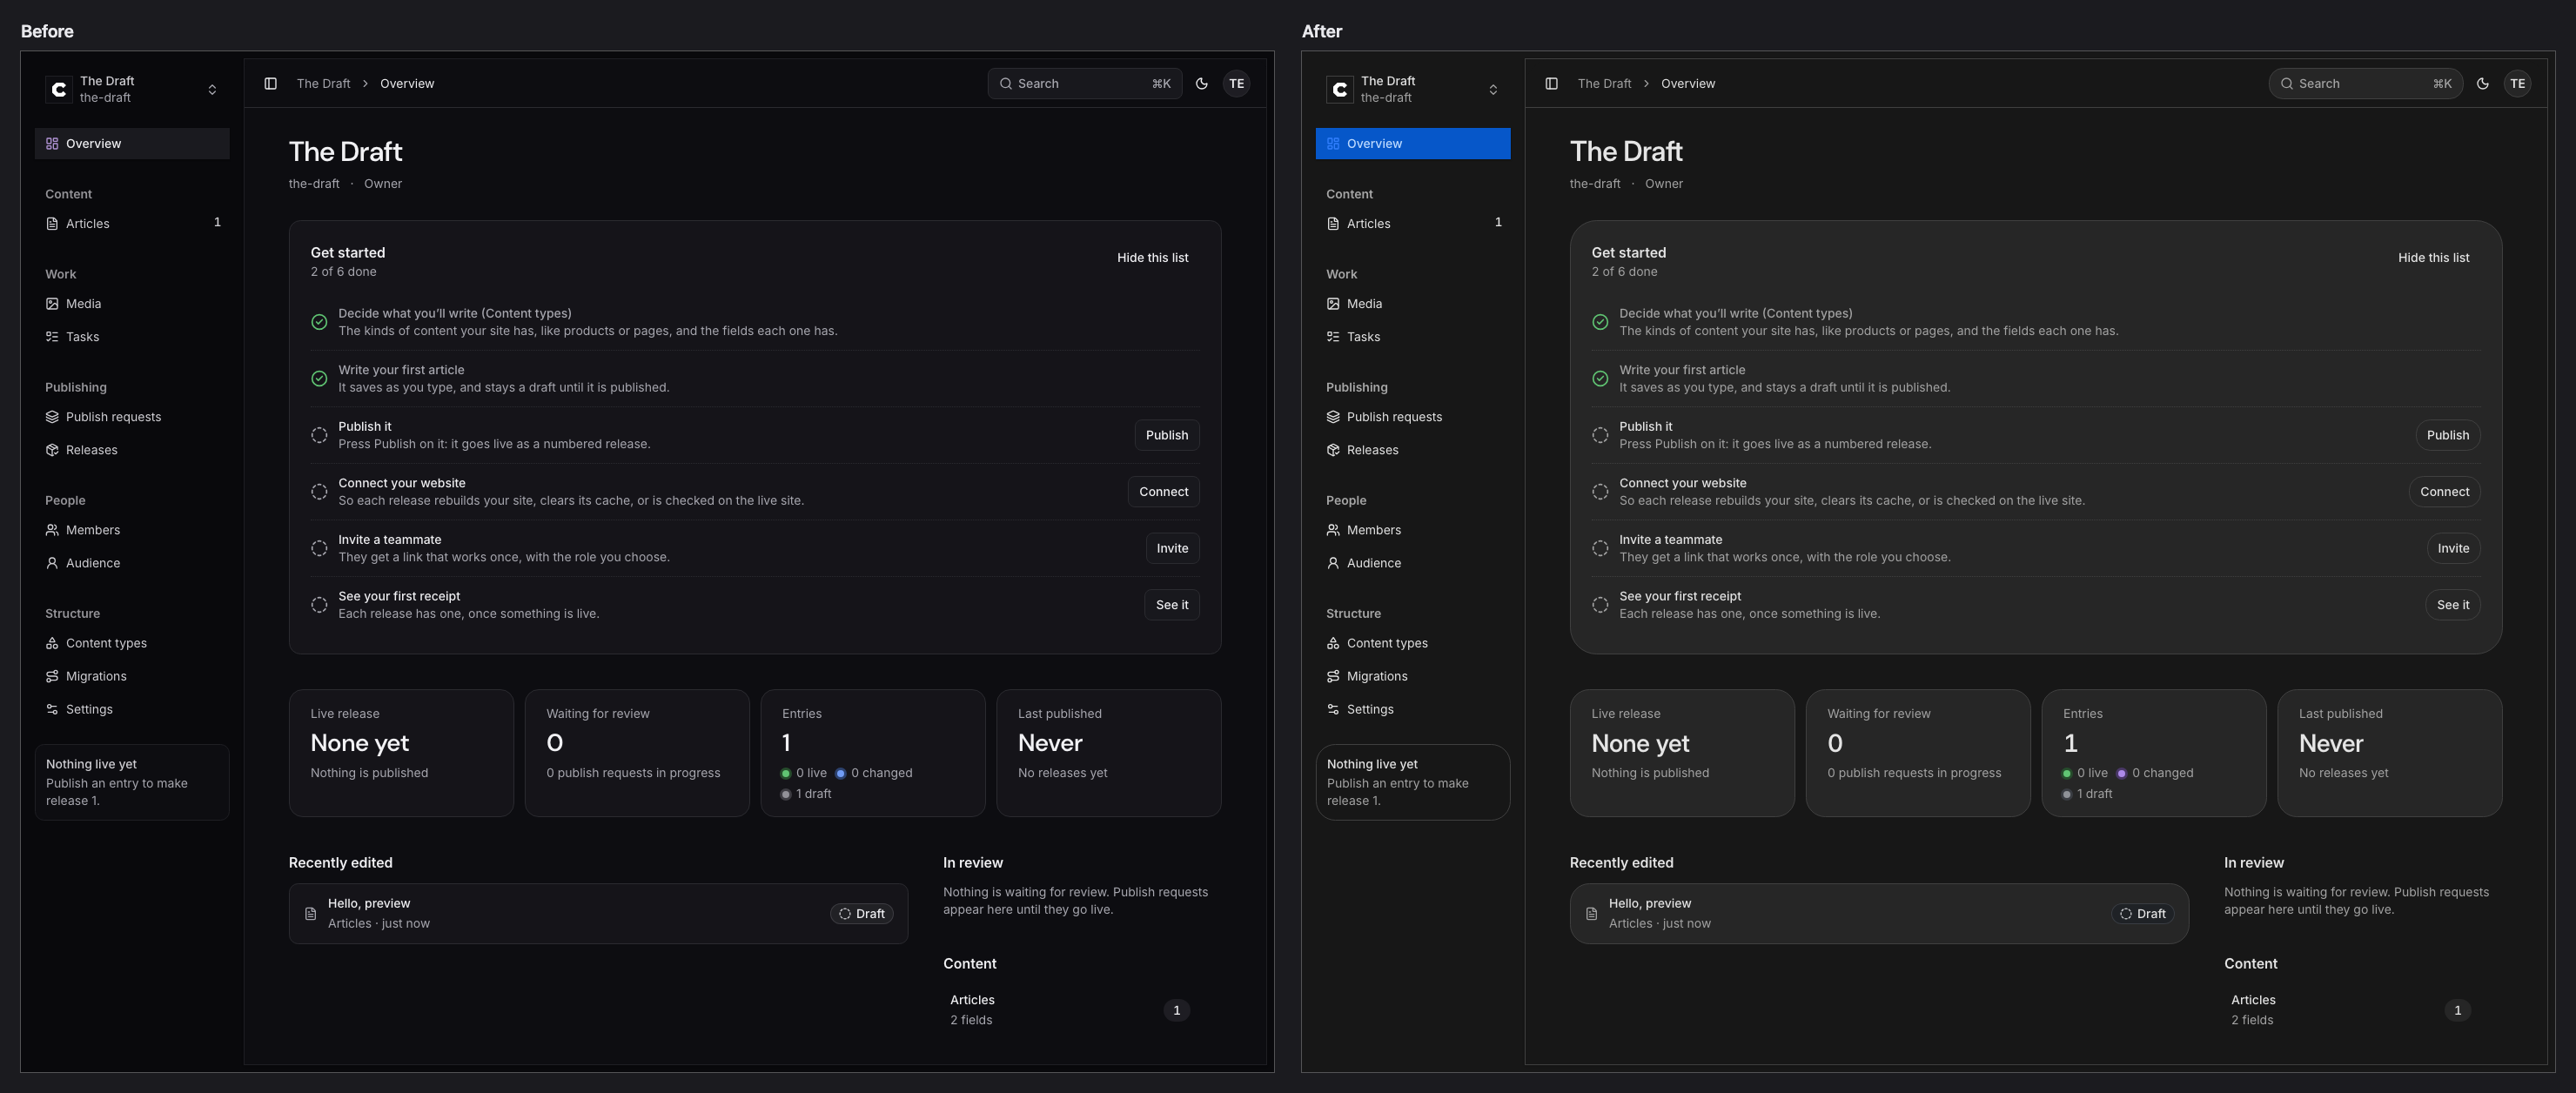 Before
The Draft
the-draft
Overview
Content
Articles 1
Work
Media
Tasks
Publishing
Publish requests
Releases
People
Members
Audience
Structure
Content types
Migrations
Settings
Nothing live yet
Publish an entry to make
release 1.
The Draft > Overview
Search ⌘K
TE
The Draft
the-draft · Owner
Get started
2 of 6 done
Hide this list
Decide what you’ll write (Content types)
The kinds of content your site has, like products or pages, and the fields each one has.
Write your first article
It saves as you type, and stays a draft until it is published.
Publish it
Press Publish on it: it goes live as a numbered release.
Publish
Connect your website
So each release rebuilds your site, clears its cache, or is checked on the live site.
Connect
Invite a teammate
They get a link that works once, with the role you choose.
Invite
See your first receipt
Each release has one, once something is live.
See it
Live release
None yet
Nothing is published
Waiting for review
0
0 publish requests in progress
Entries
1
0 live 0 changed
1 draft
Last published
Never
No releases yet
Recently edited
Hello, preview
Articles · just now
Draft
In review
Nothing is waiting for review. Publish requests
appear here until they go live.
Content
Articles
2 fields
1
After
The Draft
the-draft
Overview
Content
Articles 1
Work
Media
Tasks
Publishing
Publish requests
Releases
People
Members
Audience
Structure
Content types
Migrations
Settings
Nothing live yet
Publish an entry to make
release 1.
The Draft > Overview
Search ⌘K
TE
The Draft
the-draft · Owner
Get started
2 of 6 done
Hide this list
Decide what you’ll write (Content types)
The kinds of content your site has, like products or pages, and the fields each one has.
Write your first article
It saves as you type, and stays a draft until it is published.
Publish it
Press Publish on it: it goes live as a numbered release.
Publish
Connect your website
So each release rebuilds your site, clears its cache, or is checked on the live site.
Connect
Invite a teammate
They get a link that works once, with the role you choose.
Invite
See your first receipt
Each release has one, once something is live.
See it
Live release
None yet
Nothing is published
Waiting for review
0
0 publish requests in progress
Entries
1
0 live 0 changed
1 draft
Last published
Never
No releases yet
Recently edited
Hello, preview
Articles · just now
Draft
In review
Nothing is waiting for review. Publish requests
appear here until they go live.
Content
Articles
2 fields
1